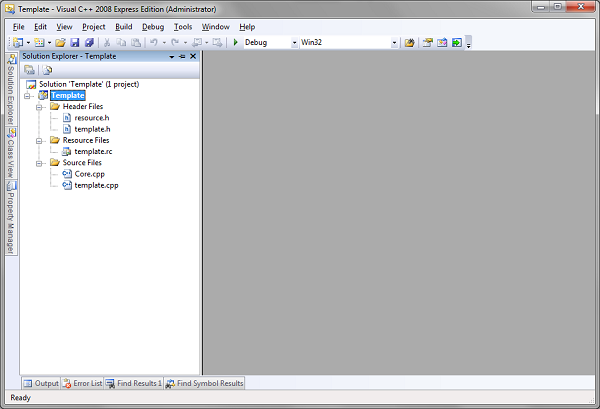 Template - Visual C++ 2008 Express Edition (Administrator)
File Edit View Project Build Debug Tools Window Help
Debug Win32
Solution Explorer - Template
Solution 'Template' (1 project)
Template
Header Files
resource.h
template.h
Resource Files
template.rc
Source Files
Core.cpp
template.cpp
Solution Explorer
Class View
Property Manager
Output Error List Find Results 1 Find Symbol Results
Ready